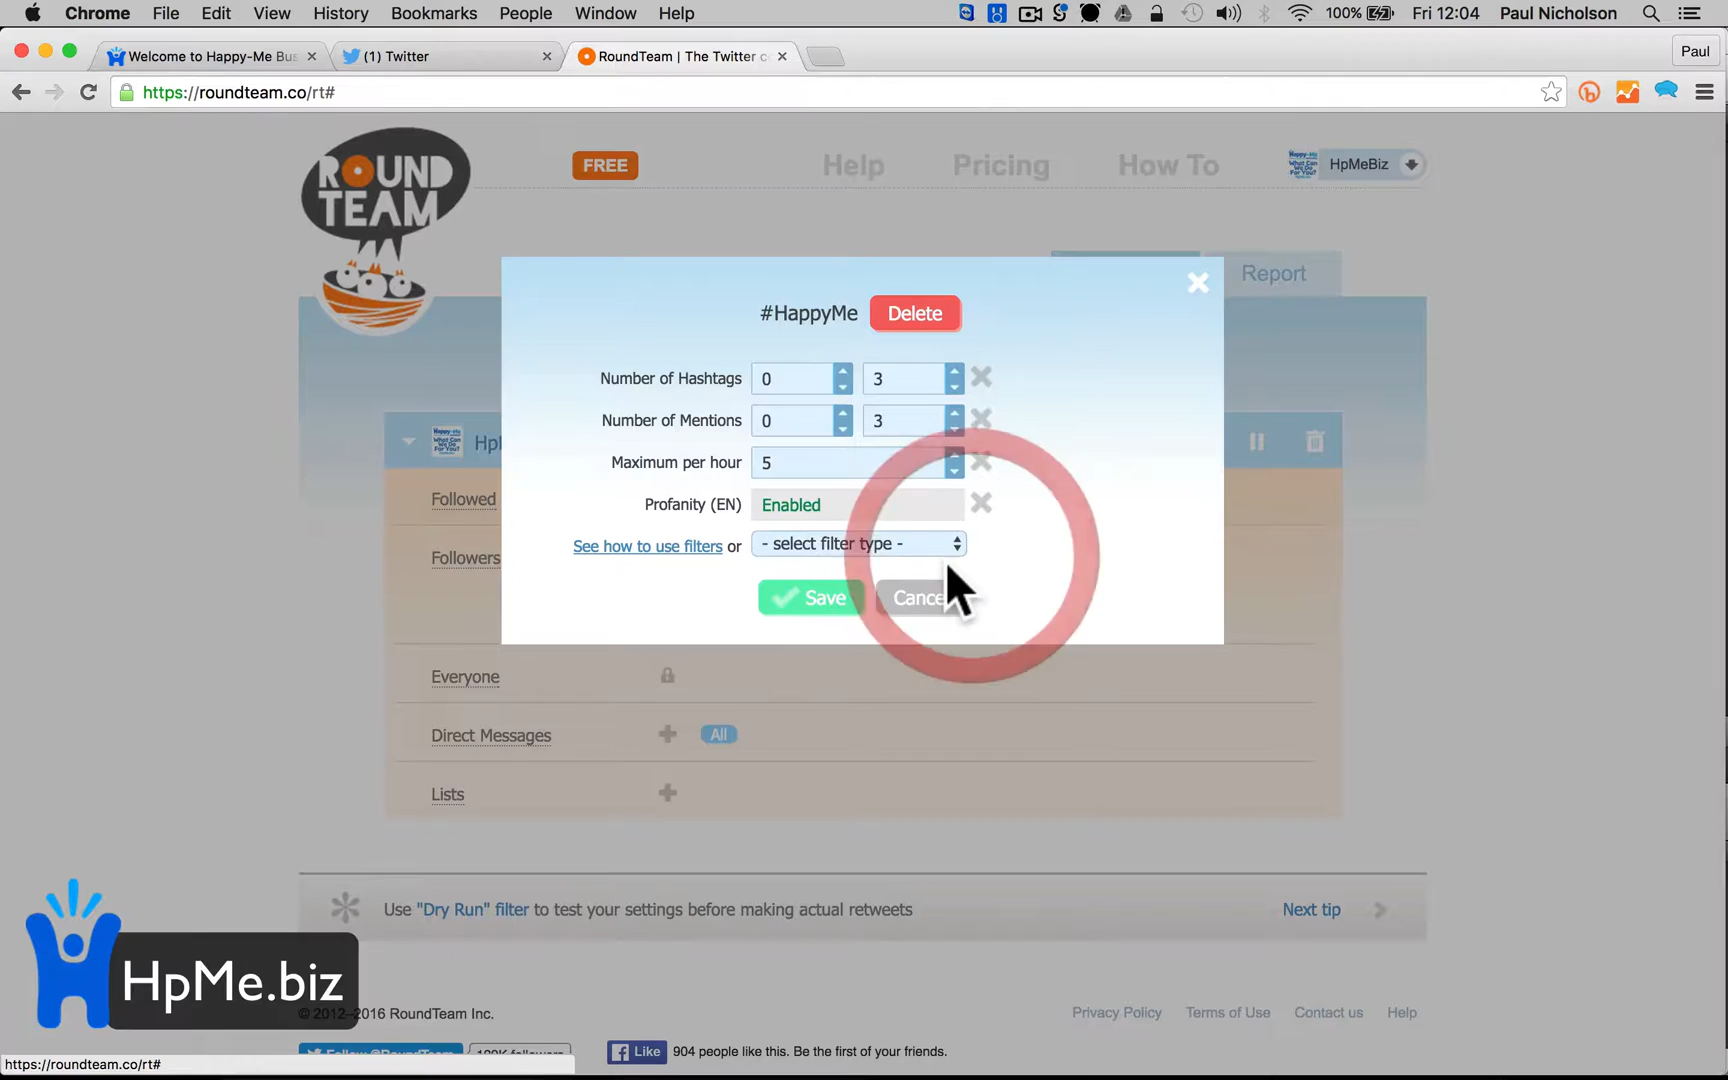 Chrome File Edit View History Bookmarks People Window Help 100% Fri 12:04 Paul Nicholson
Welcome to Happy-Me Bus (1) Twitter RoundTeam | The Twitter c Paul
https://roundteam.co/rt#
ROUND TEAM
FREE Help Pricing How To HpMeBiz
Report
#HappyMe Delete
Number of Hashtags 0 3
Number of Mentions 0 3
Maximum per hour 5
Profanity (EN) Enabled
See how to use filters or - select filter type -
Save Cance
Followed
Followers
Everyone
Direct Messages All
Lists
Use "Dry Run" filter to test your settings before making actual retweets Next tip
HpMe.biz
© 2012–2016 RoundTeam Inc. Privacy Policy Terms of Use Contact us Help
Like 904 people like this. Be the first of your friends.
https://roundteam.co/rt#